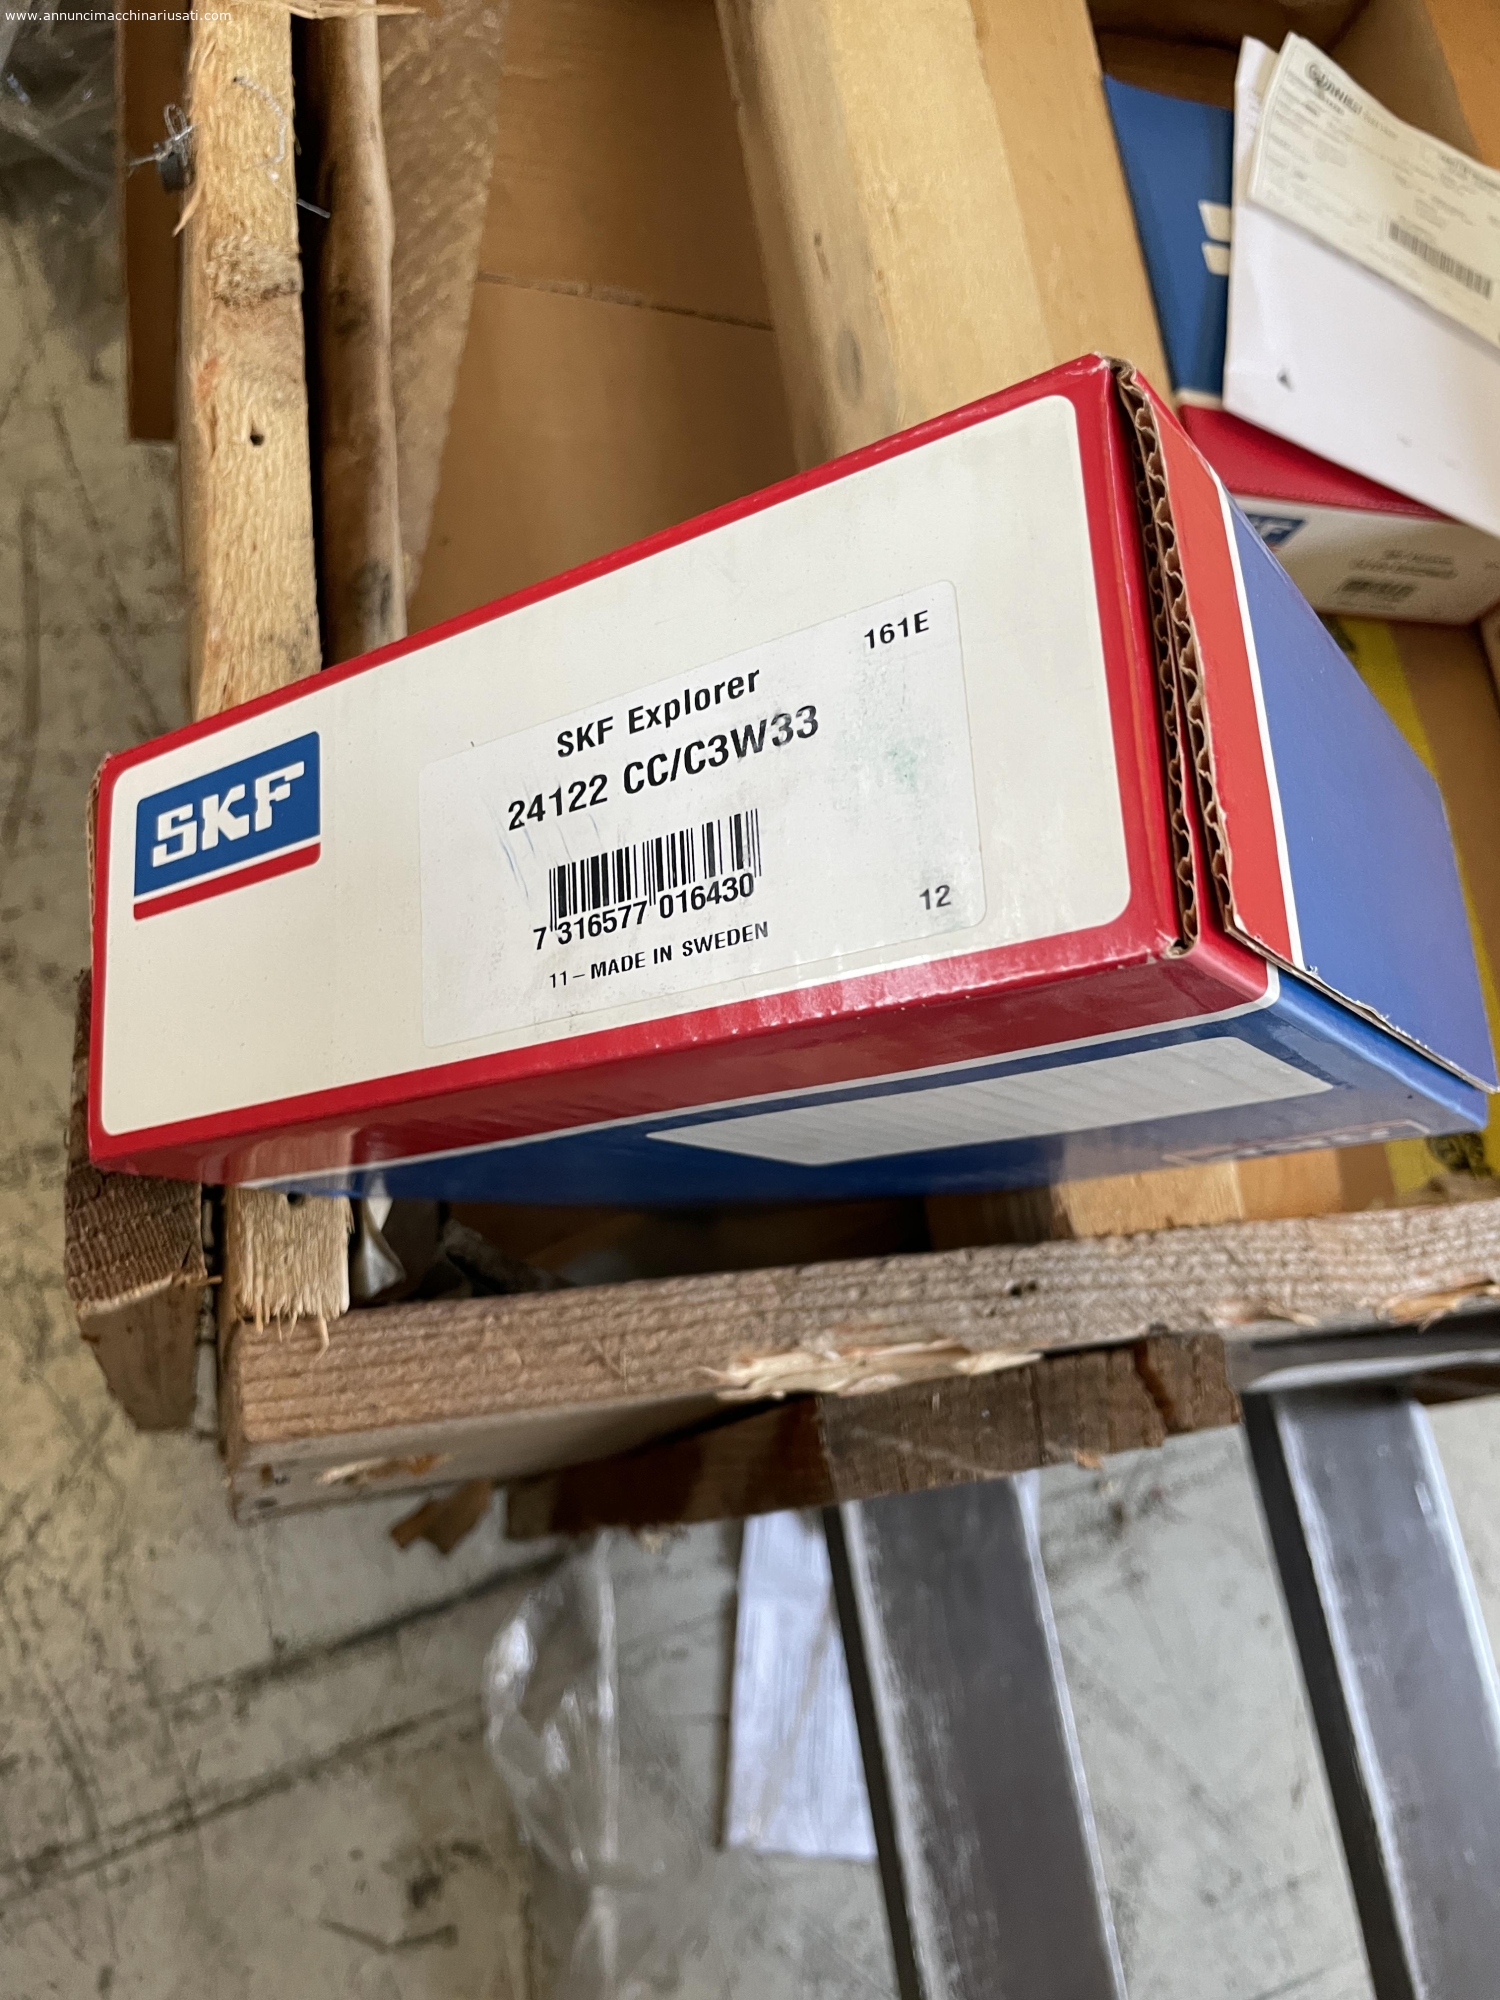 www.annuncimacchinariusati.com
SKF
161E
SKF Explorer
24122 CC/C3W33
7 316577 016430
12
11 – MADE IN SWEDEN